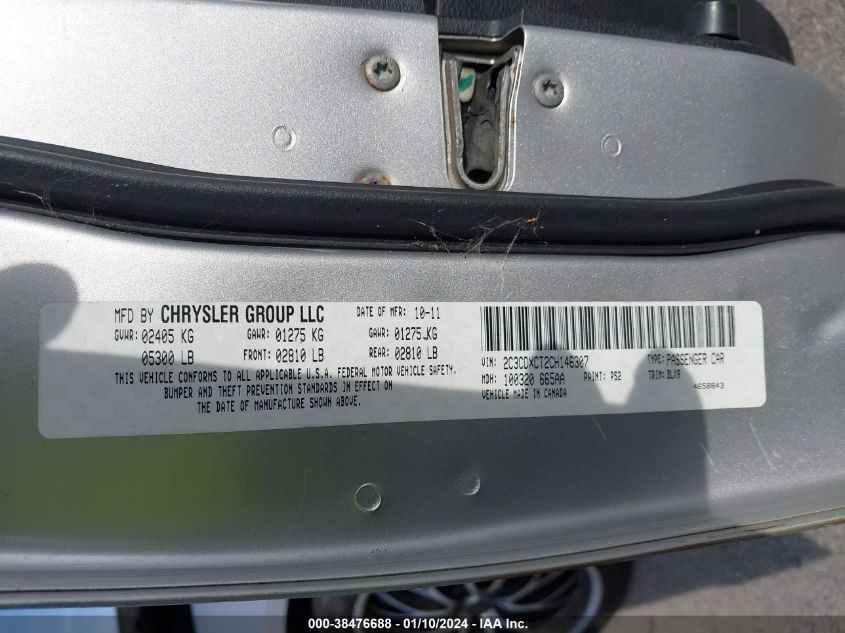 MFD BY CHRYSLER GROUP LLC DATE OF MFR: 10-11
GVWR: 02405 KG GAWR: 01275 KG GAWR: 01275 KG
05300 LB FRONT: 02810 LB REAR: 02810 LB
THIS VEHICLE CONFORMS TO ALL APPLICABLE U.S.A. FEDERAL MOTOR VEHICLE SAFETY,
BUMPER AND THEFT PREVENTION STANDARDS IN EFFECT ON
THE DATE OF MANUFACTURE SHOWN ABOVE.
VIN: 2C3CDXCT2CH146307 TYPE: PASSENGER CAR
MDH: 100320 665AA PAINT: PS2 TRIM: BLX9
VEHICLE MADE IN CANADA 4658843
000-38476688 — 01/10/2024 — IAA Inc.